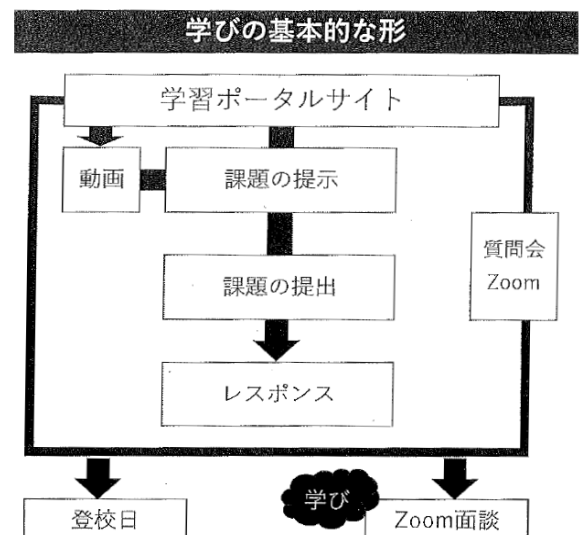 学びの基本的な形
学習ポータルサイト
動画
課題の提示
質問会
Zoom
課題の提出
レスポンス
登校日
学び
Zoom面談